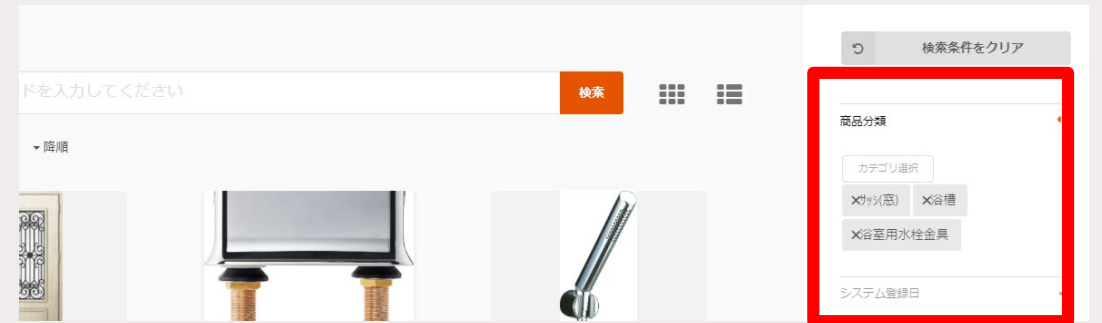 検索条件をクリア
ドを入力してください
検索
降順
商品分類
カテゴリ選択
×ｻｯｼ(窓) ×浴槽
×浴室用水栓金具
システム登録日